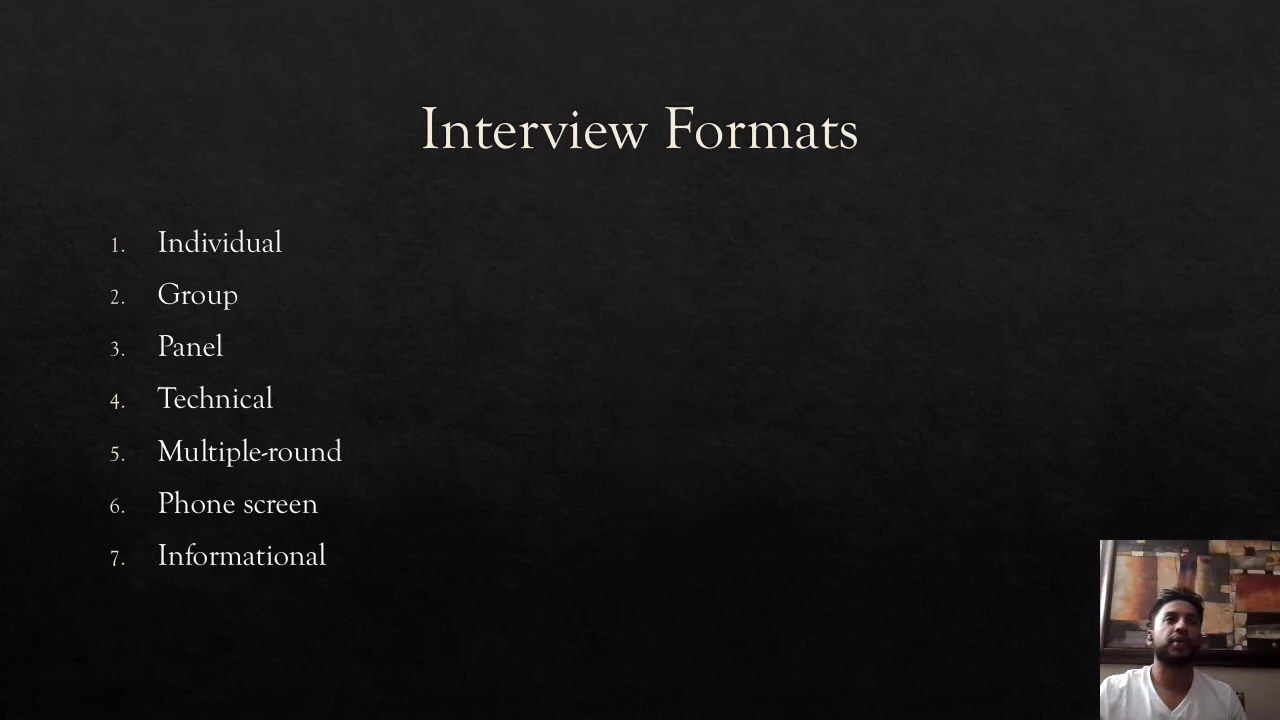 Interview Formats
1. Individual
2. Group
3. Panel
4. Technical
5. Multiple-round
6. Phone screen
7. Informational